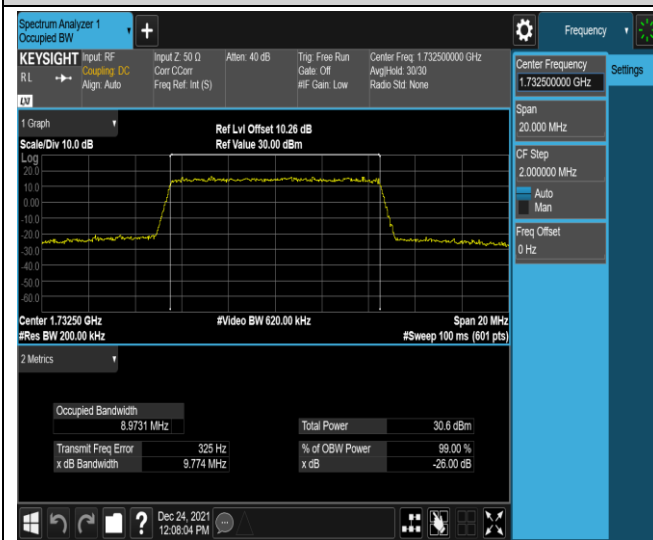 Spectrum Analyzer 1
Occupied BW
+
Frequency
KEYSIGHT
RL
LXI
Input: RF
Coupling: DC
Align: Auto
Input Z: 50 Ω
Corr CCorr
Freq Ref: Int (S)
Atten: 40 dB
Trig: Free Run
Gate: Off
#IF Gain: Low
Center Freq: 1.732500000 GHz
Avg|Hold: 30/30
Radio Std: None
Center Frequency
1.732500000 GHz
Settings
Span
20.000 MHz
CF Step
2.000000 MHz
Auto
Man
Freq Offset
0 Hz
1 Graph
Scale/Div 10.0 dB
Ref Lvl Offset 10.26 dB
Ref Value 30.00 dBm
Log
20.0
10.0
0.00
-10.0
-20.0
-30.0
-40.0
-50.0
-60.0
Center 1.73250 GHz
#Video BW 620.00 kHz
Span 20 MHz
#Res BW 200.00 kHz
#Sweep 100 ms (601 pts)
2 Metrics
Occupied Bandwidth
8.9731 MHz
Total Power 30.6 dBm
Transmit Freq Error 325 Hz
% of OBW Power 99.00 %
x dB Bandwidth 9.774 MHz
x dB -26.00 dB
?
Dec 24, 2021
12:08:04 PM